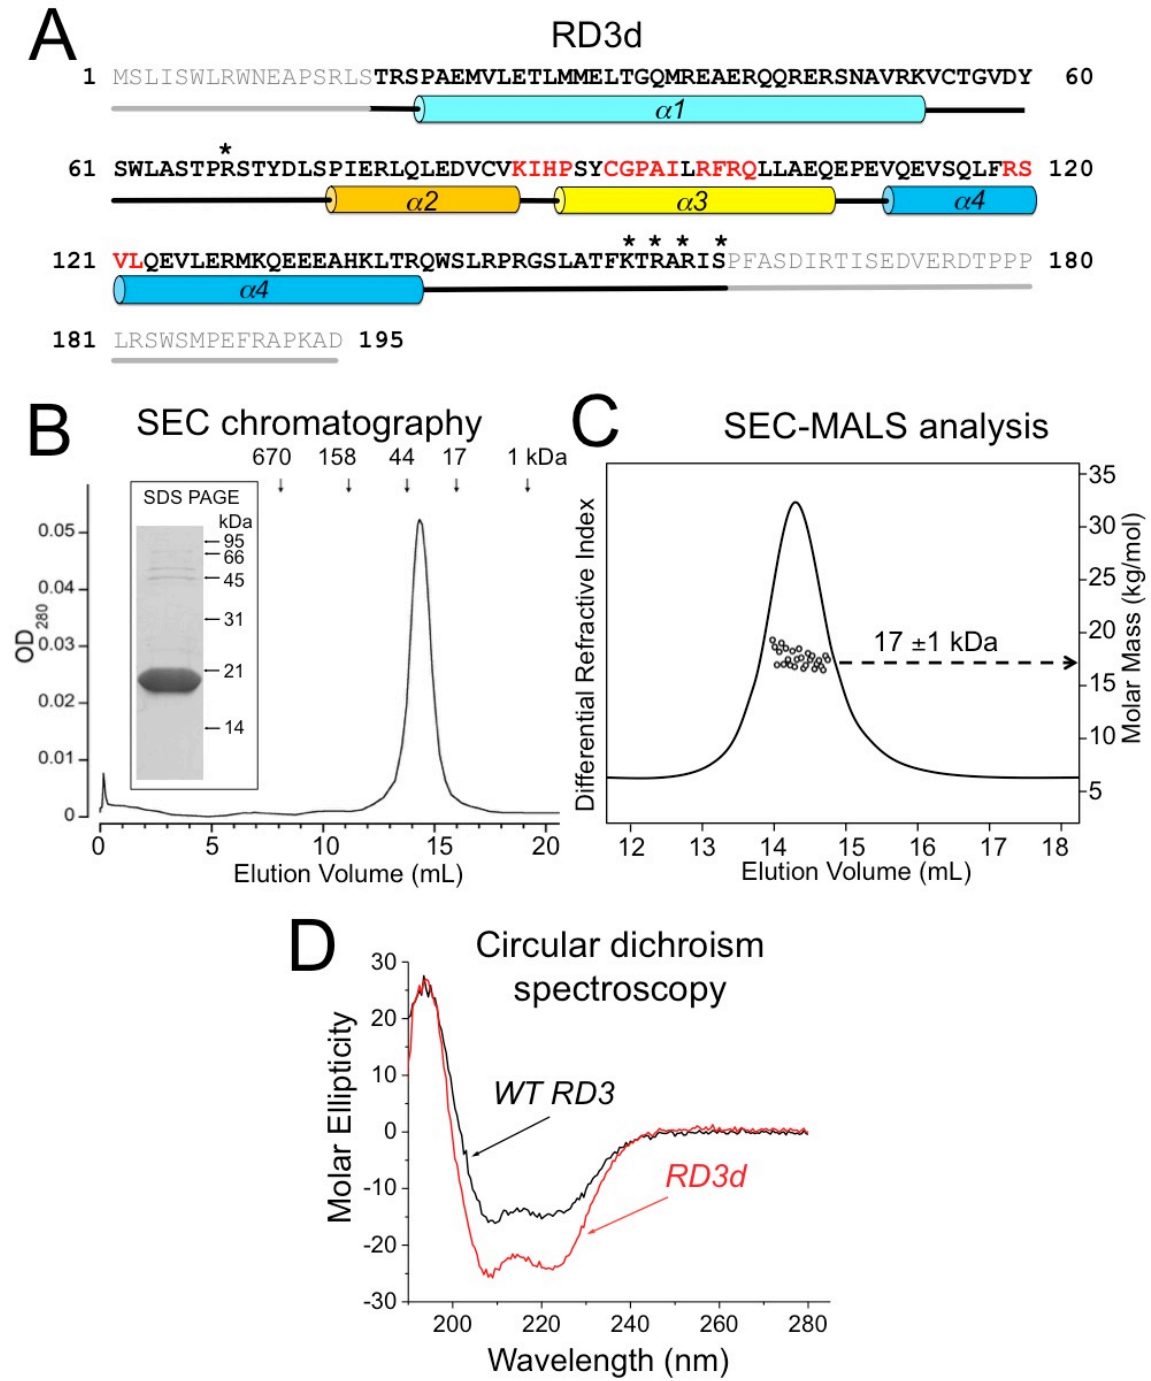 A
RD3d
1 MSLISWLRWNEAPSRLSTRSPAEMVLETLMMELTGQMREAERQQRERSNAVRKVCTGVDY 60
α1
*
61 SWLASTPRSTYDLSPIERLQLEDVCVKIHPSYCGPAILRFRQLLAEQEPEVQEVSQLFRS 120
α2 α3 α4
* * * *
121 VLQEVLERMKQEEEAHKLTRQWSLRPRGSLATFKTRARISPFASDIRTISEDVERDTPPP 180
α4
181 LRSWSMPEFRAPKAD 195
B
SEC chromatography
670 158 44 17 1 kDa
SDS PAGE
kDa
95
66
45
31
21
14
OD280
0.05
0.04
0.03
0.02
0.01
0
0 5 10 15 20
Elution Volume (mL)
C
SEC-MALS analysis
Differential Refractive Index
17 ±1 kDa
35
30
25
20
15
10
5
Molar Mass (kg/mol)
12 13 14 15 16 17 18
Elution Volume (mL)
D
Circular dichroism
spectroscopy
Molar Ellipticity
30
20
10
0
-10
-20
-30
WT RD3
RD3d
200 220 240 260 280
Wavelength (nm)